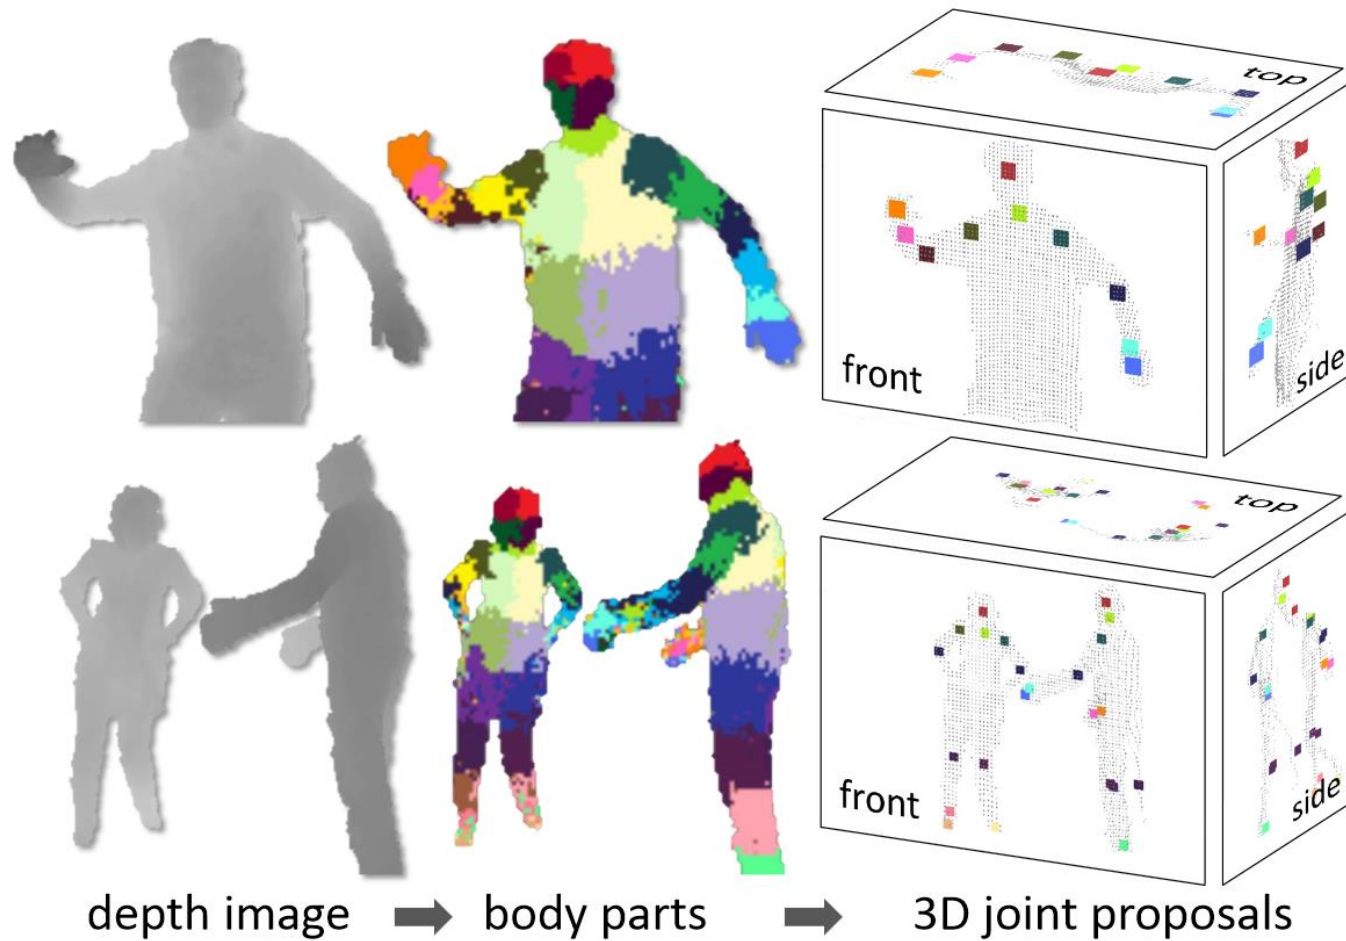 top
front
side
top
front
side
depth image
body parts
3D joint proposals